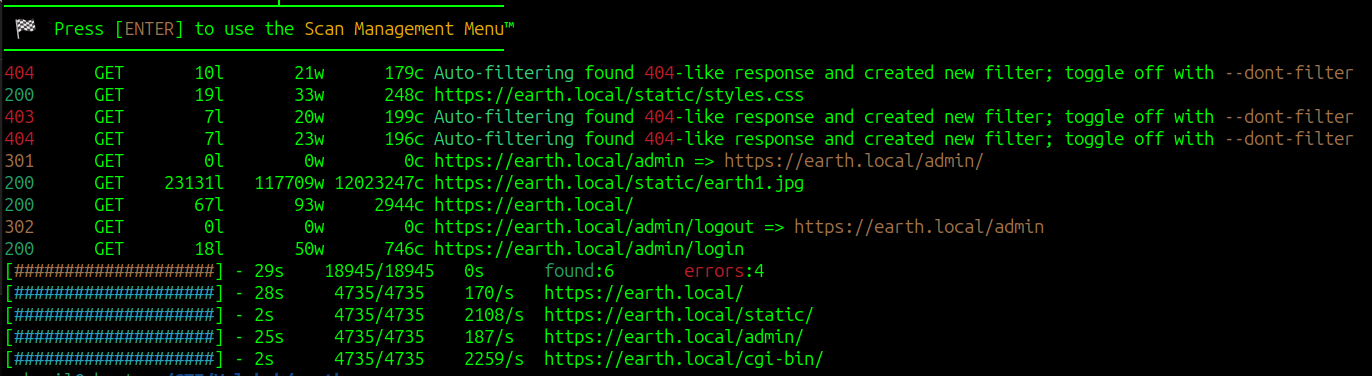 🏁 Press [ENTER] to use the Scan Management Menu™
404 GET 10l 21w 179c Auto-filtering found 404-like response and created new filter; toggle off with --dont-filter
200 GET 19l 33w 248c https://earth.local/static/styles.css
403 GET 7l 20w 199c Auto-filtering found 404-like response and created new filter; toggle off with --dont-filter
404 GET 7l 23w 196c Auto-filtering found 404-like response and created new filter; toggle off with --dont-filter
301 GET 0l 0w 0c https://earth.local/admin => https://earth.local/admin/
200 GET 23131l 117709w 12023247c https://earth.local/static/earth1.jpg
200 GET 67l 93w 2944c https://earth.local/
302 GET 0l 0w 0c https://earth.local/admin/logout => https://earth.local/admin
200 GET 18l 50w 746c https://earth.local/admin/login
[####################] - 29s 18945/18945 0s found:6 errors:4
[####################] - 28s 4735/4735 170/s https://earth.local/
[####################] - 2s 4735/4735 2108/s https://earth.local/static/
[####################] - 25s 4735/4735 187/s https://earth.local/admin/
[####################] - 2s 4735/4735 2259/s https://earth.local/cgi-bin/